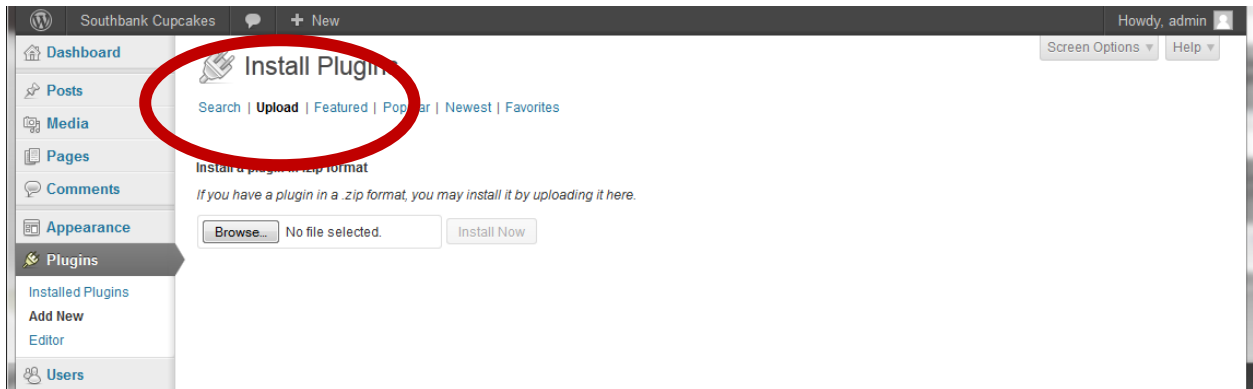 Southbank Cupcakes + New Howdy, admin
Screen Options Help
Dashboard
Posts
Media
Pages
Comments
Appearance
Plugins
Installed Plugins
Add New
Editor
Users
Install Plugins
Search | Upload | Featured | Popular | Newest | Favorites
Install a plugin in .zip format
If you have a plugin in a .zip format, you may install it by uploading it here.
Browse... No file selected. Install Now